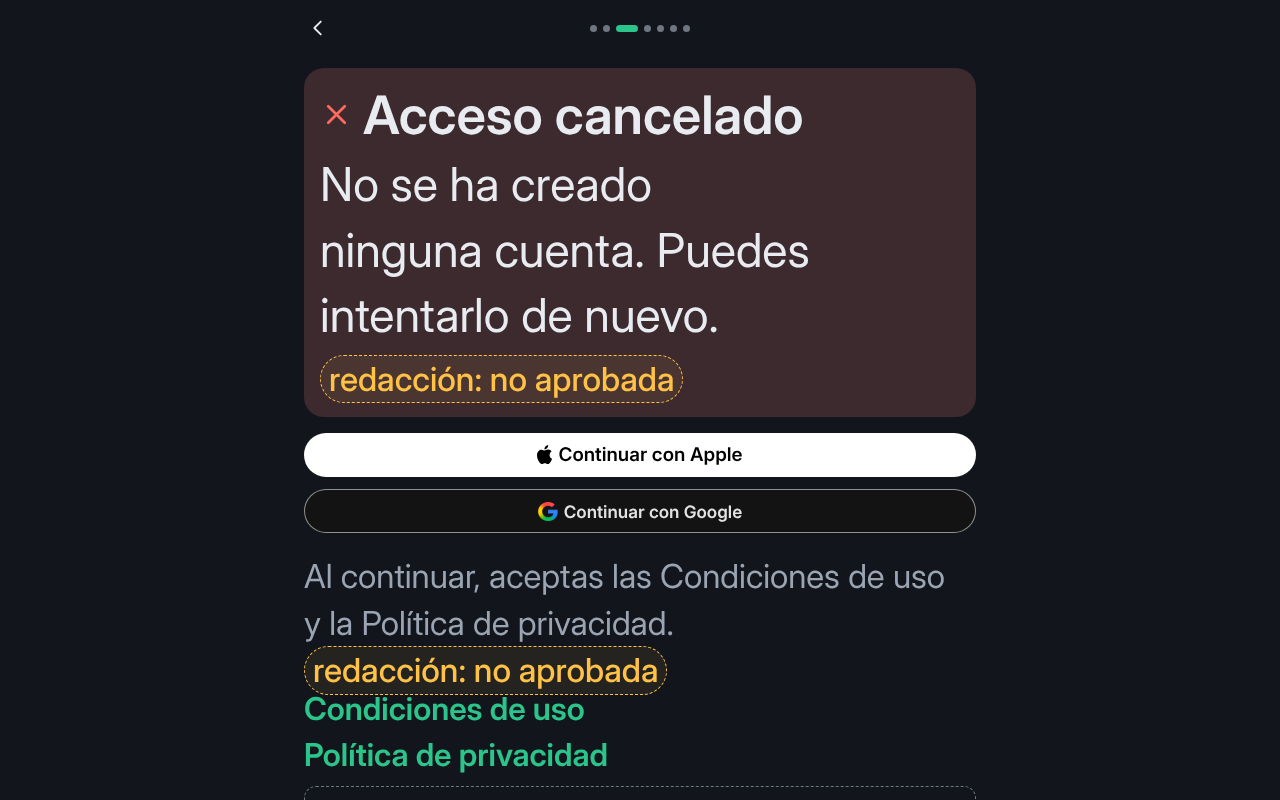 Acceso cancelado
No se ha creado
ninguna cuenta. Puedes
intentarlo de nuevo.
redacción: no aprobada
Continuar con Apple
Continuar con Google
Al continuar, aceptas las Condiciones de uso
y la Política de privacidad.
redacción: no aprobada
Condiciones de uso
Política de privacidad